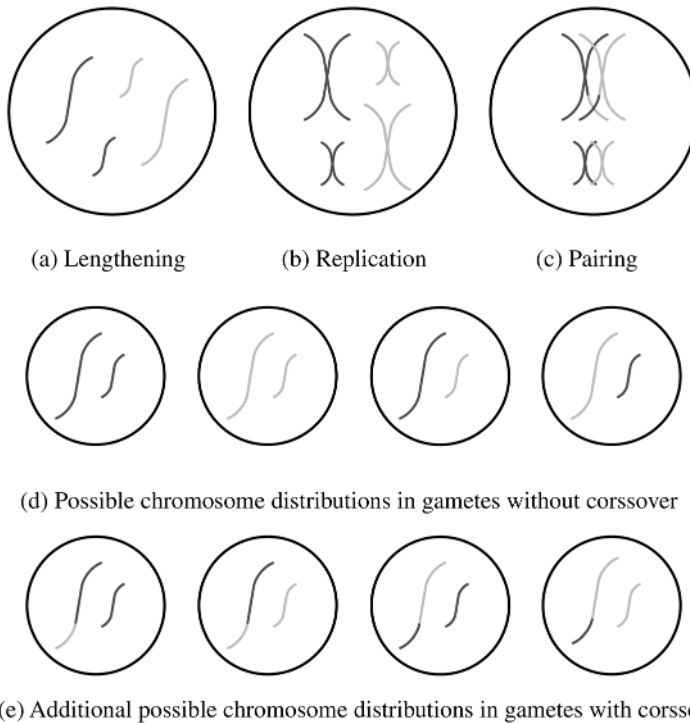 (a) Lengthening
(b) Replication
(c) Pairing
(d) Possible chromosome distributions in gametes without corssover
(e) Additional possible chromosome distributions in gametes with